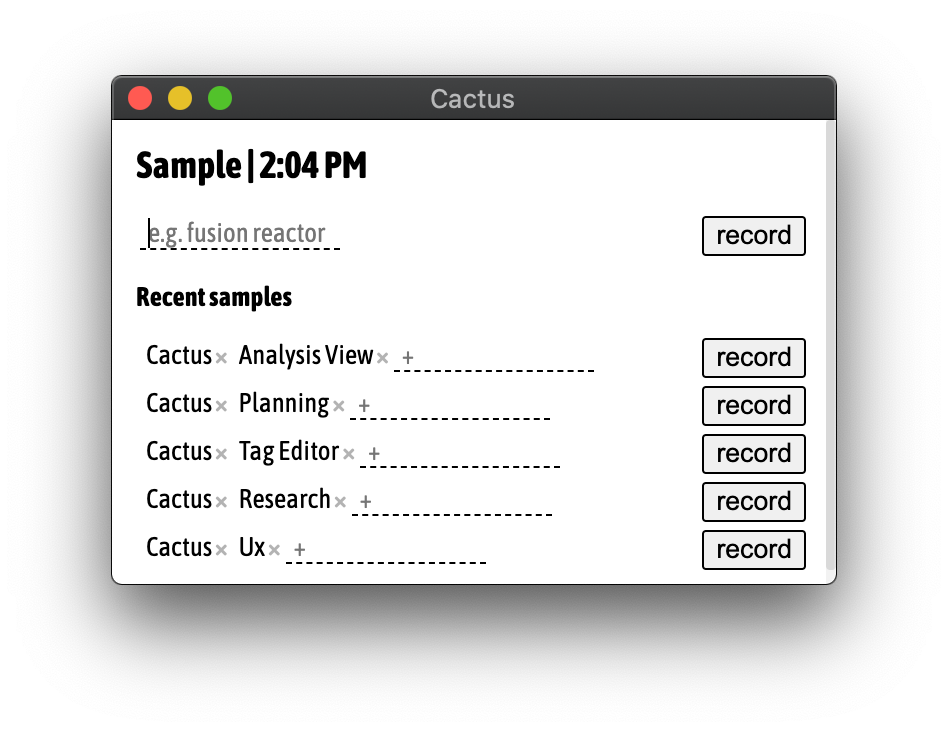 Cactus
Sample | 2:04 PM
e.g. fusion reactor record
Recent samples
Cactus × Analysis View × + record
Cactus × Planning × + record
Cactus × Tag Editor × + record
Cactus × Research × + record
Cactus × Ux × + record